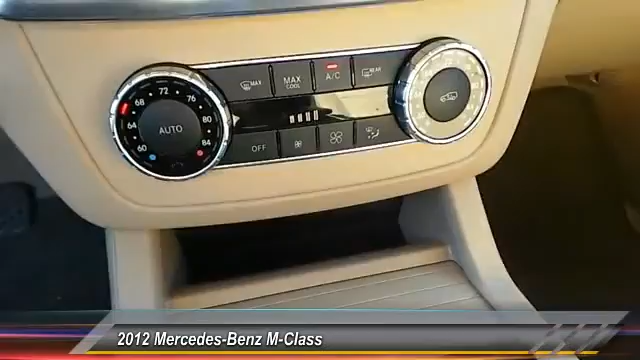 MAX
MAX COOL
A/C
REAR
60 64 68 72 76 80 84
AUTO
OFF
2012 Mercedes-Benz M-Class